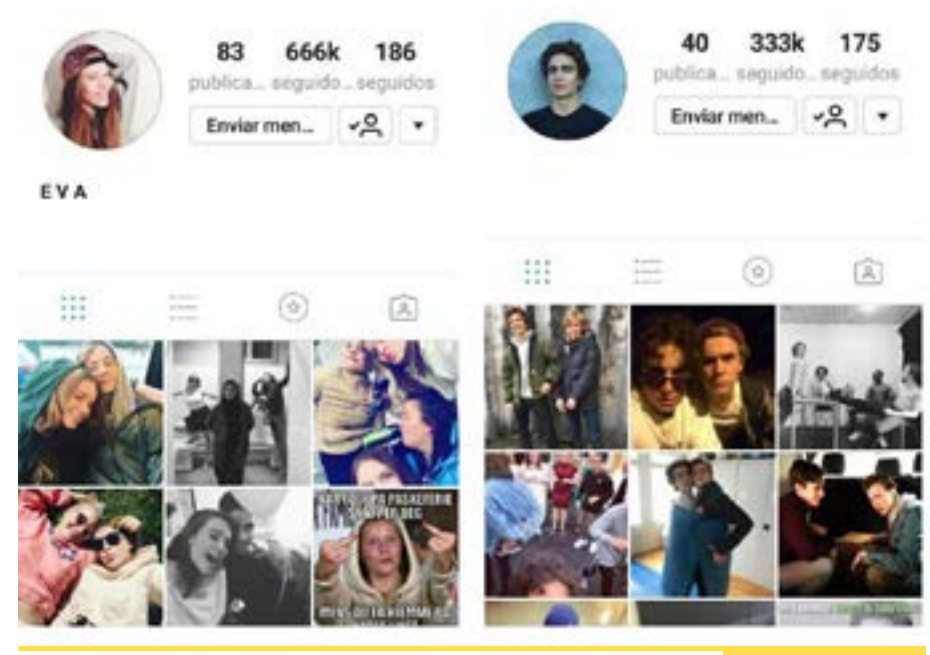 83 666k 186
publica... seguido... seguidos
Enviar men...
EVA
40 333k 175
publica... seguido... seguidos
Enviar men...